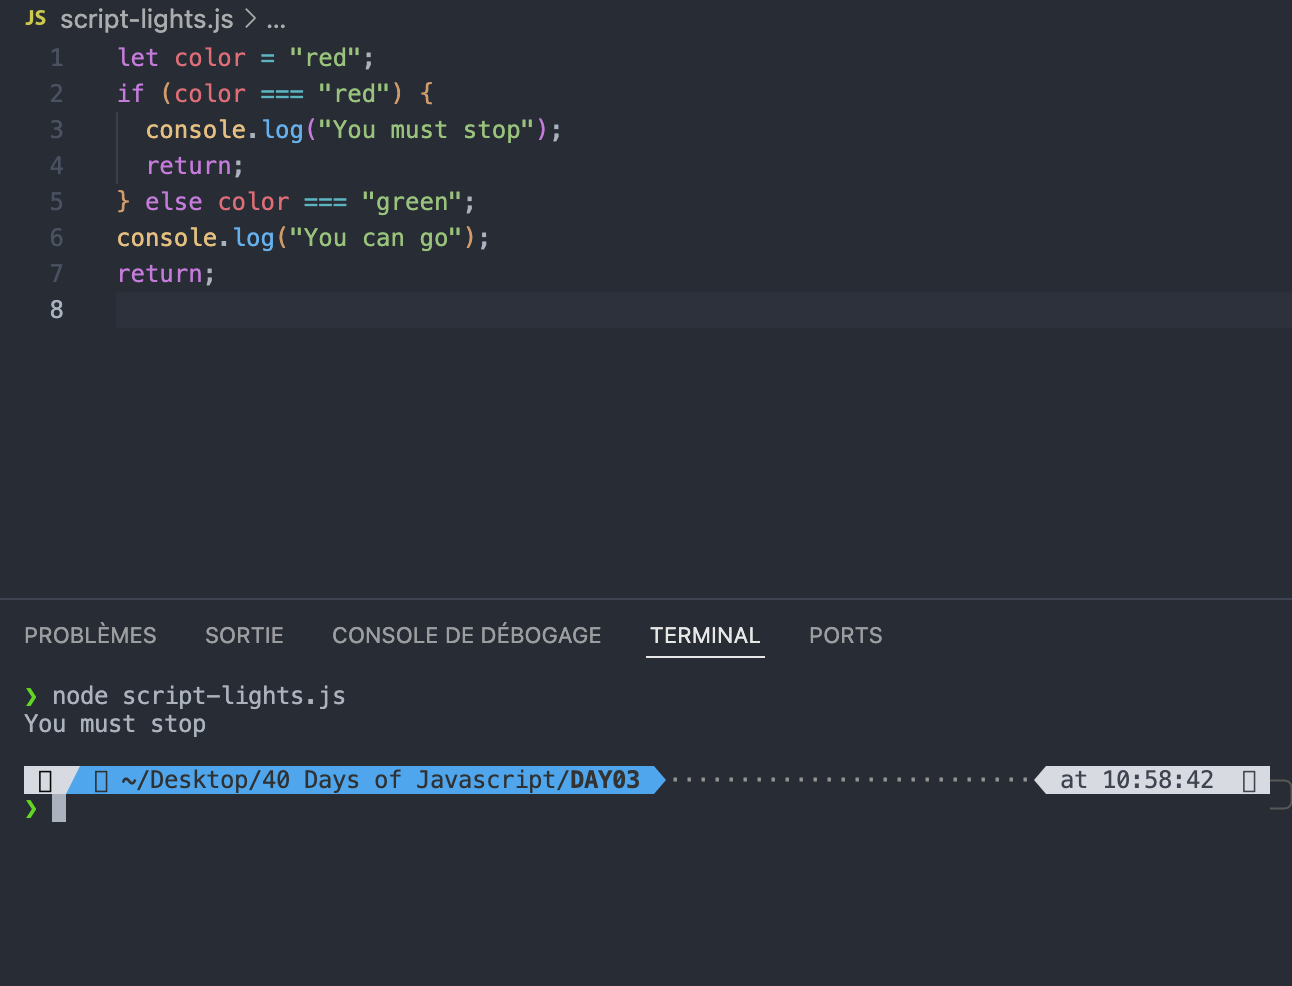 JS script-lights.js > ...
1 let color = "red";
2 if (color === "red") {
3 console.log("You must stop");
4 return;
5 } else color === "green";
6 console.log("You can go");
7 return;
8
PROBLÈMES SORTIE CONSOLE DE DÉBOGAGE TERMINAL PORTS
❯ node script-lights.js
You must stop
~/Desktop/40 Days of Javascript/DAY03 at 10:58:42
❯